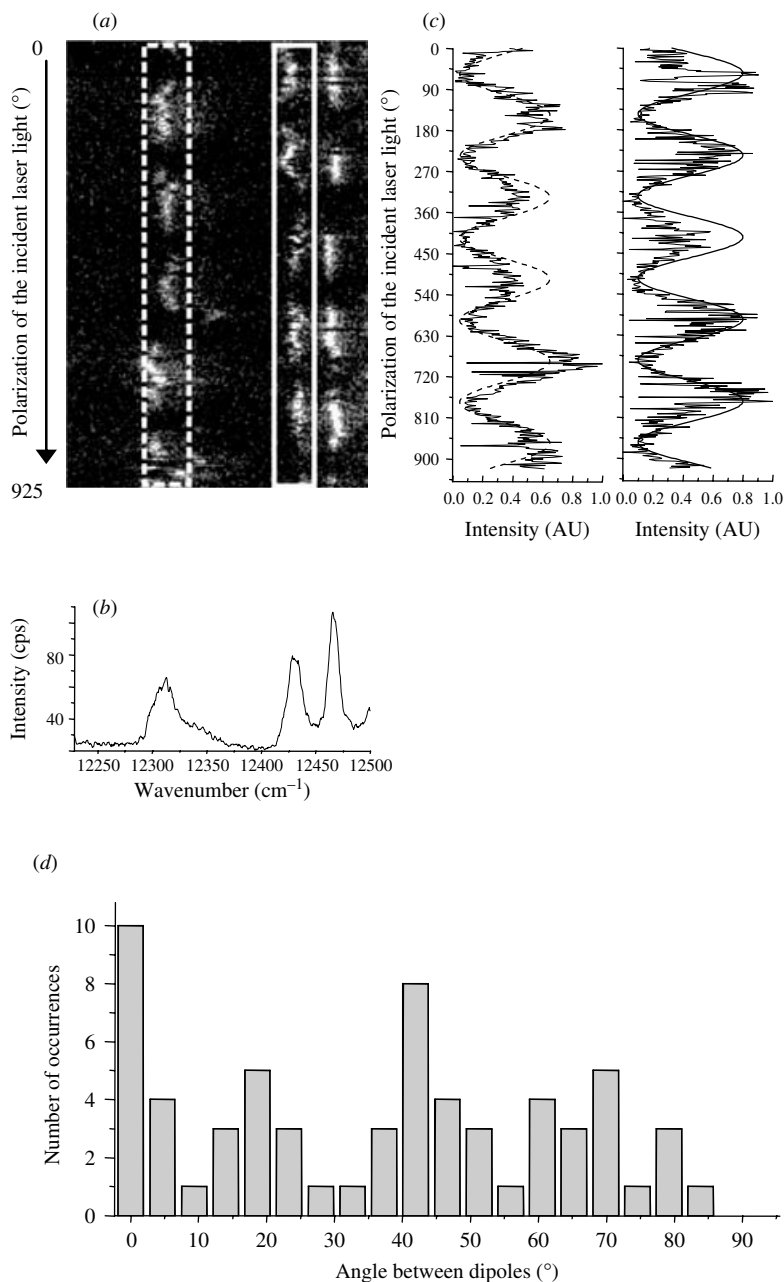 (a)
0
Polarization of the incident laser light (°)
925
(c)
Polarization of the incident laser light (°)
0
90
180
270
360
450
540
630
720
810
900
0.0 0.2 0.4 0.6 0.8 1.0 0.0 0.2 0.4 0.6 0.8 1.0
Intensity (AU) Intensity (AU)
(b)
Intensity (cps)
80
40
12250 12300 12350 12400 12450 12500
Wavenumber (cm⁻¹)
(d)
Number of occurrences
10
8
6
4
2
0
0 10 20 30 40 50 60 70 80 90
Angle between dipoles (°)